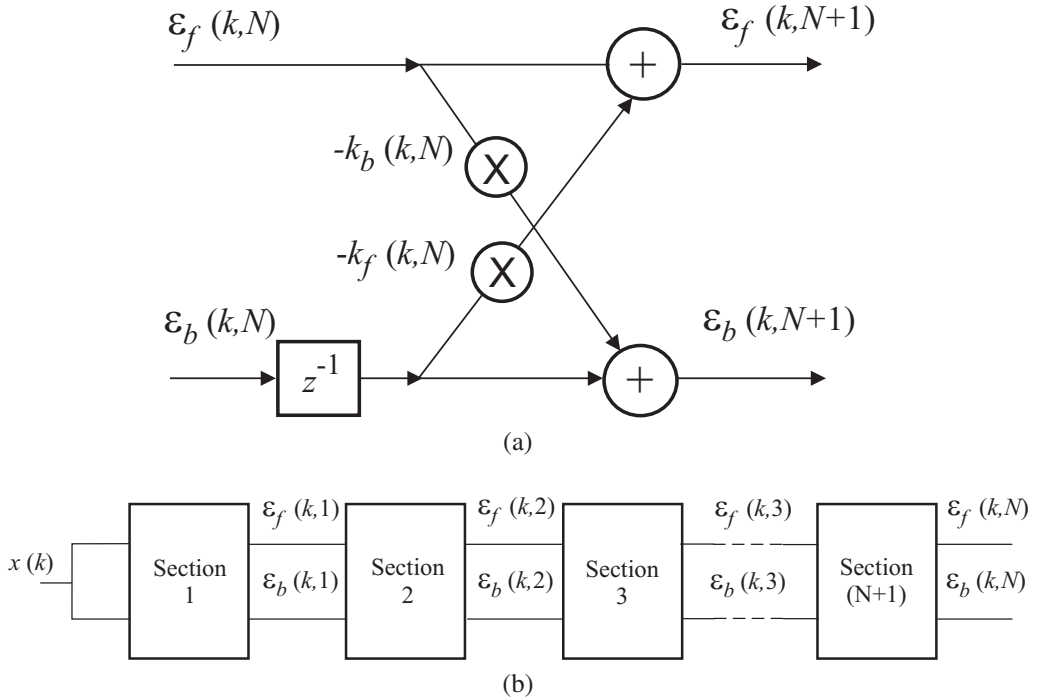 ε_f (k,N)
ε_f (k,N+1)
+
-k_b (k,N)
X
-k_f (k,N)
X
ε_b (k,N)
ε_b (k,N+1)
z^-1
+
(a)
ε_f (k,1)
ε_f (k,2)
ε_f (k,3)
ε_f (k,N)
x (k)
Section
1
Section
2
Section
3
Section
(N+1)
ε_b (k,1)
ε_b (k,2)
ε_b (k,3)
ε_b (k,N)
(b)